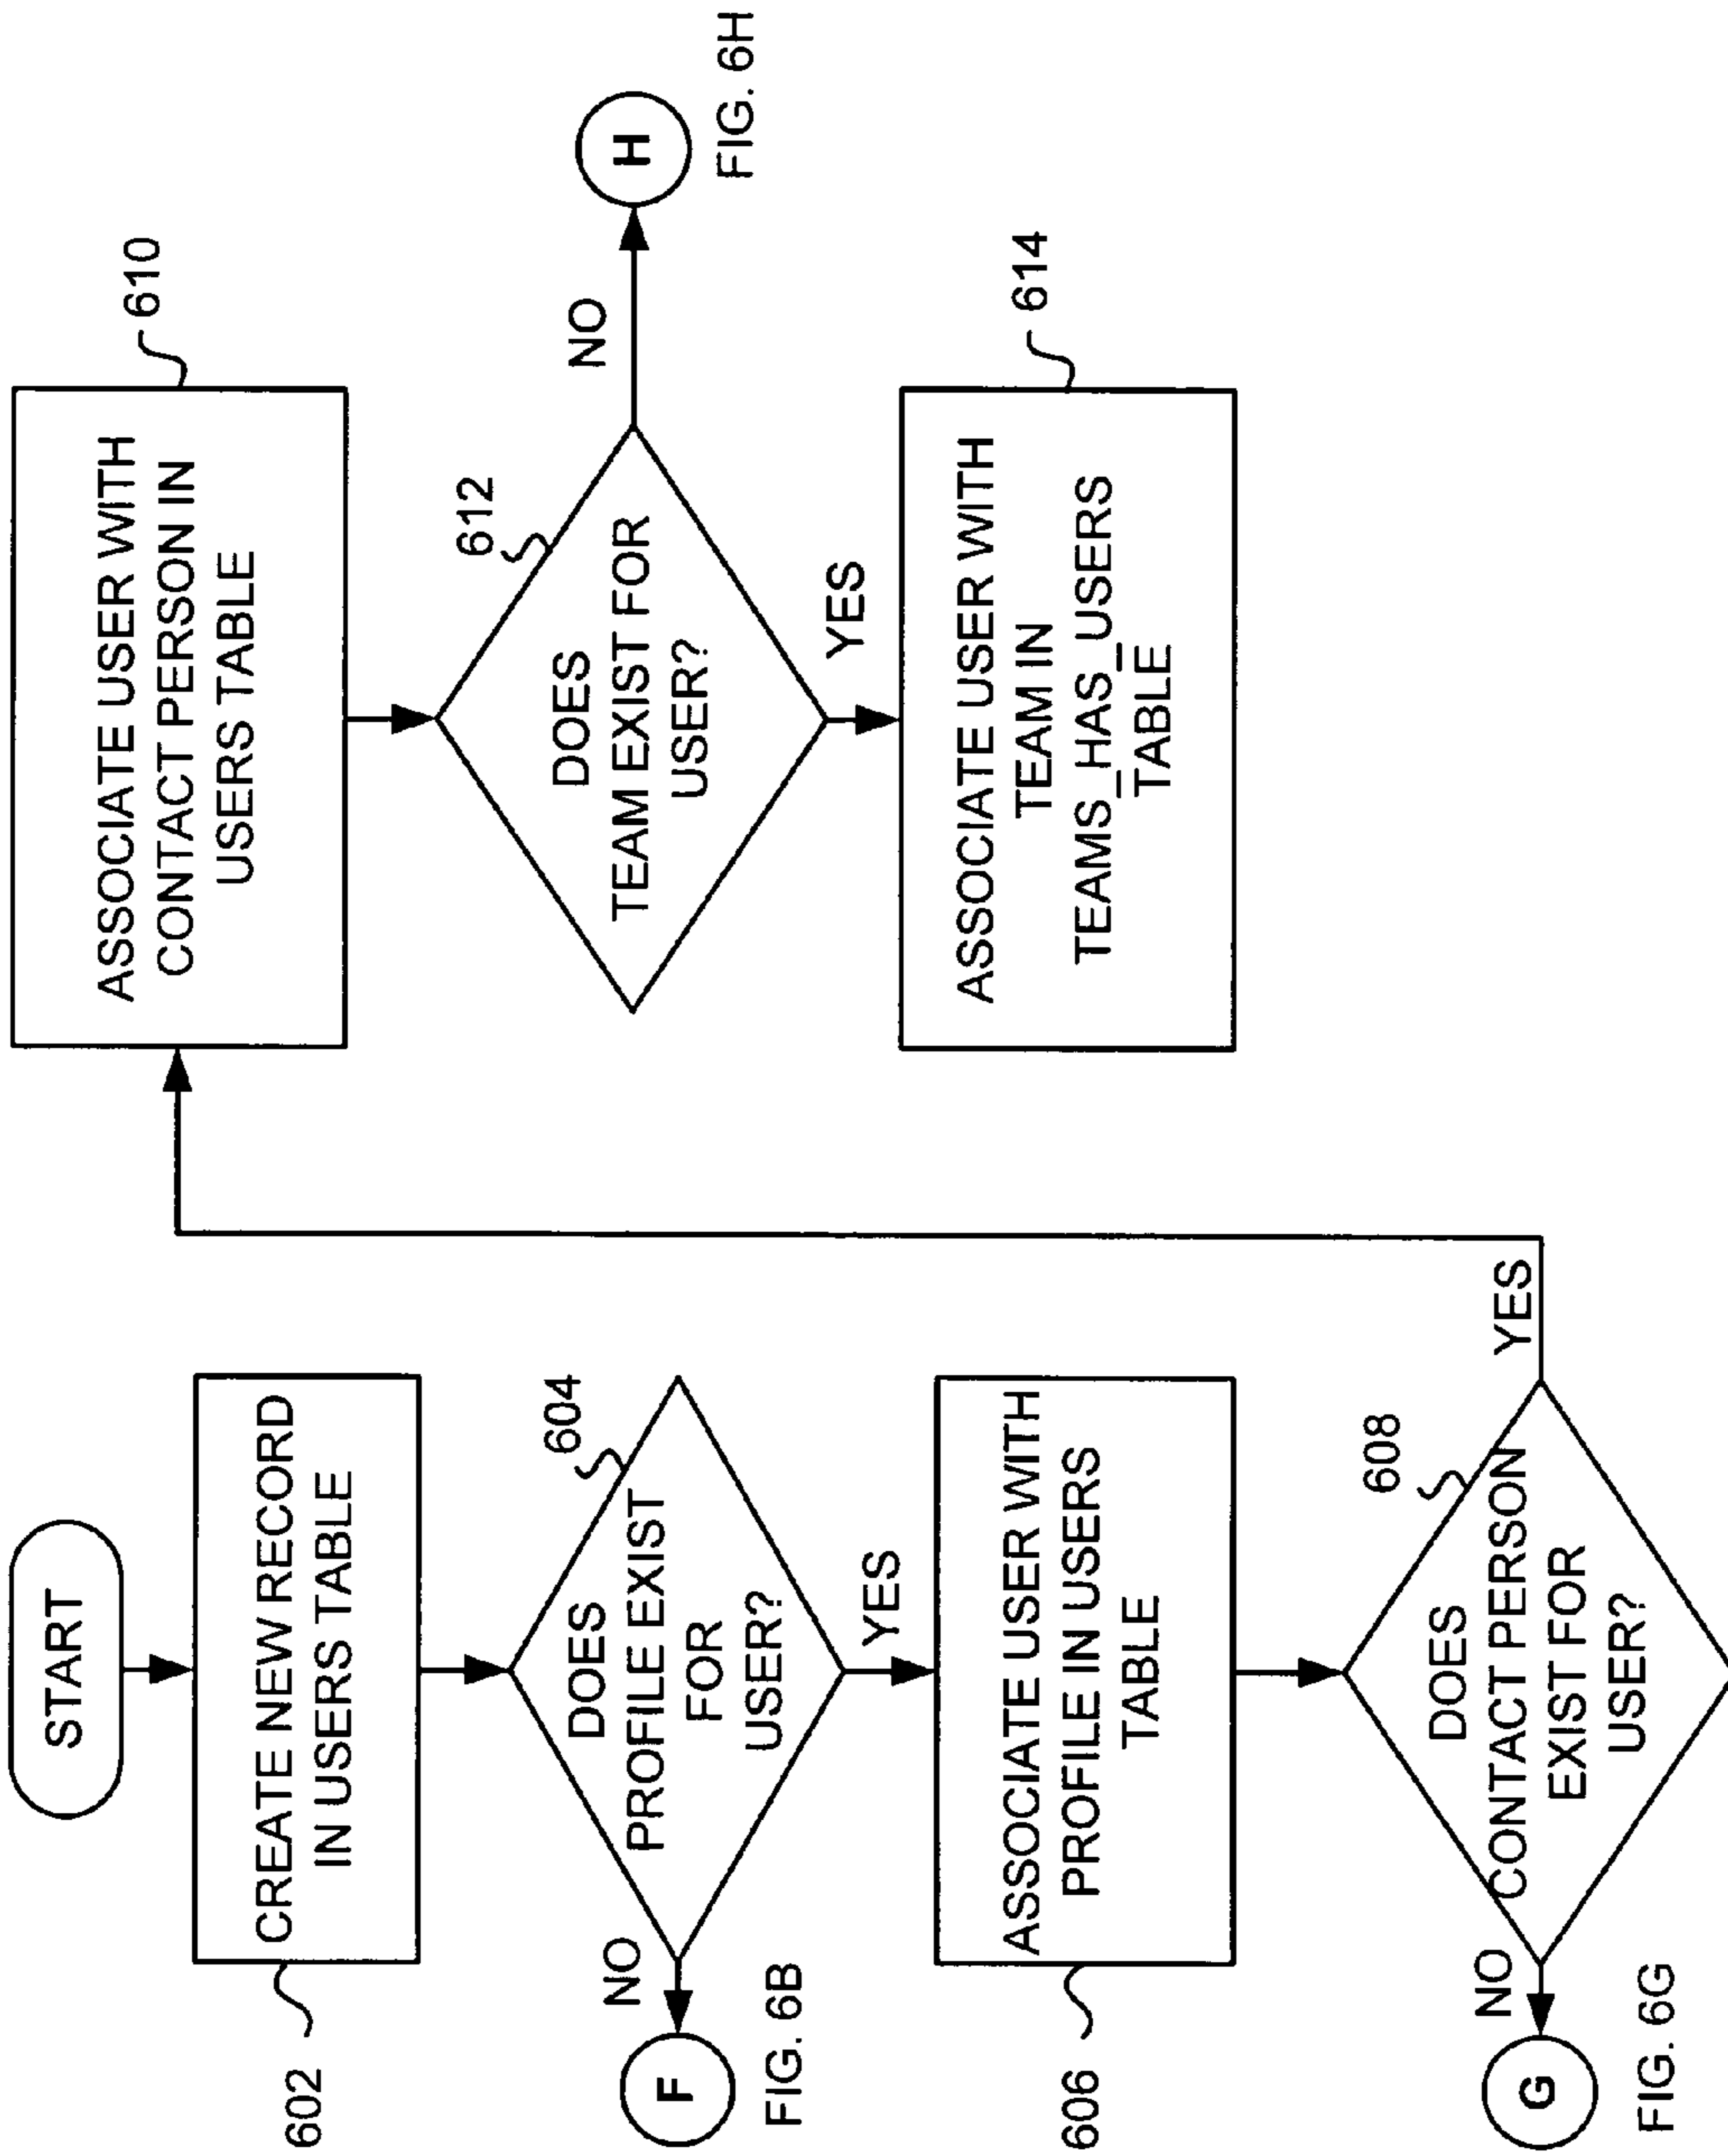 START
602
CREATE NEW RECORD
IN USERS TABLE
604
DOES
PROFILE EXIST
FOR
USER?
NO
F
FIG. 6B
YES
606
ASSOCIATE USER WITH
PROFILE IN USERS
TABLE
608
DOES
CONTACT PERSON
EXIST FOR
USER?
NO
G
FIG. 6G
YES
610
ASSOCIATE USER WITH
CONTACT PERSON IN
USERS TABLE
612
DOES
TEAM EXIST FOR
USER?
NO
H
FIG. 6H
YES
614
ASSOCIATE USER WITH
TEAM IN
TEAMS_HAS_USERS
TABLE